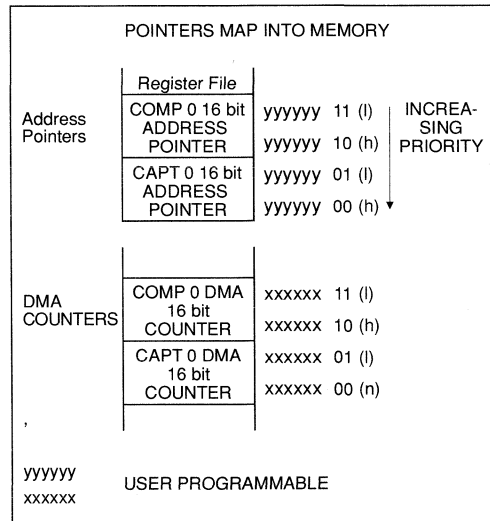 POINTERS MAP INTO MEMORY
Register File
Address
Pointers
COMP 0 16 bit
ADDRESS
POINTER
yyyyyy 11 (l)
yyyyyy 10 (h)
CAPT 0 16 bit
ADDRESS
POINTER
yyyyyy 01 (l)
yyyyyy 00 (h)
INCREA-
SING
PRIORITY
DMA
COUNTERS
COMP 0 DMA
16 bit
COUNTER
xxxxxx 11 (l)
xxxxxx 10 (h)
CAPT 0 DMA
16 bit
COUNTER
xxxxxx 01 (l)
xxxxxx 00 (n)
,
yyyyyy
xxxxxx
USER PROGRAMMABLE